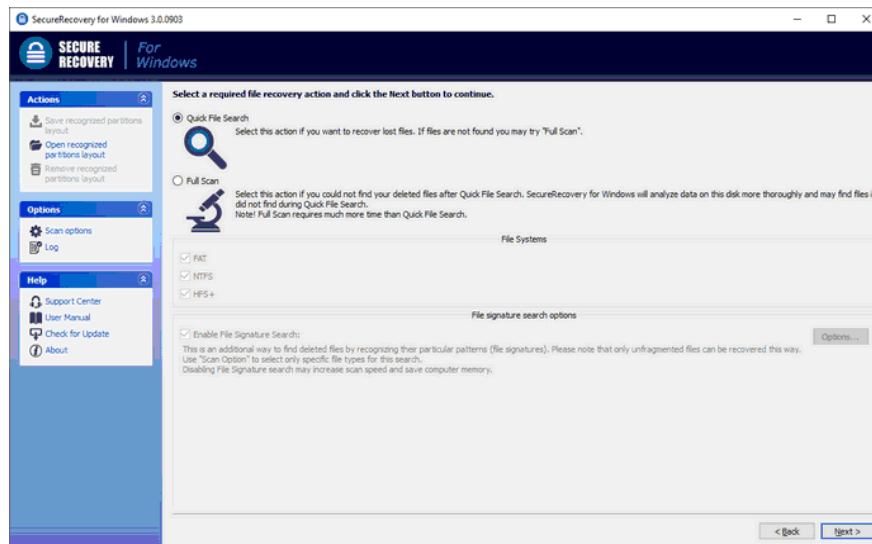 SecureRecovery for Windows 3.0.0903
SECURE
RECOVERY
For
Windows
Actions
Save recognized partitions
layout
Open recognized
partitions layout
Remove recognized
partitions layout
Options
Scan options
Log
Help
Support Center
User Manual
Check for Update
About
Select a required file recovery action and click the Next button to continue.
Quick File Search
Select this action if you want to recover lost files. If files are not found you may try "Full Scan".
Full Scan
Select this action if you could not find your deleted files after Quick File Search. SecureRecovery for Windows will analyze data on this disk more thoroughly and may find files i
did not find during Quick File Search.
Note! Full Scan requires much more time than Quick File Search.
File Systems
FAT
NTFS
HFS+
File signature search options
Enable File Signature Search:
Options...
This is an additional way to find deleted files by recognizing their particular patterns (file signatures). Please note that only unfragmented files can be recovered this way.
Use "Scan Option" to select only specific file types for this search.
Disabling File Signature search may increase scan speed and save computer memory.
< Back
Next >